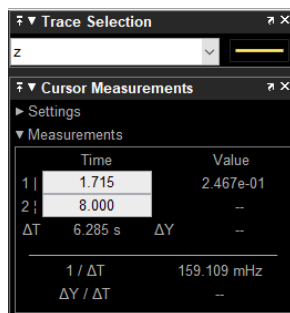 Trace Selection
z
Cursor Measurements
Settings
Measurements
Time Value
1 | 1.715 2.467e-01
2 ¦ 8.000 --
ΔT 6.285 s ΔY --
1 / ΔT 159.109 mHz
ΔY / ΔT --